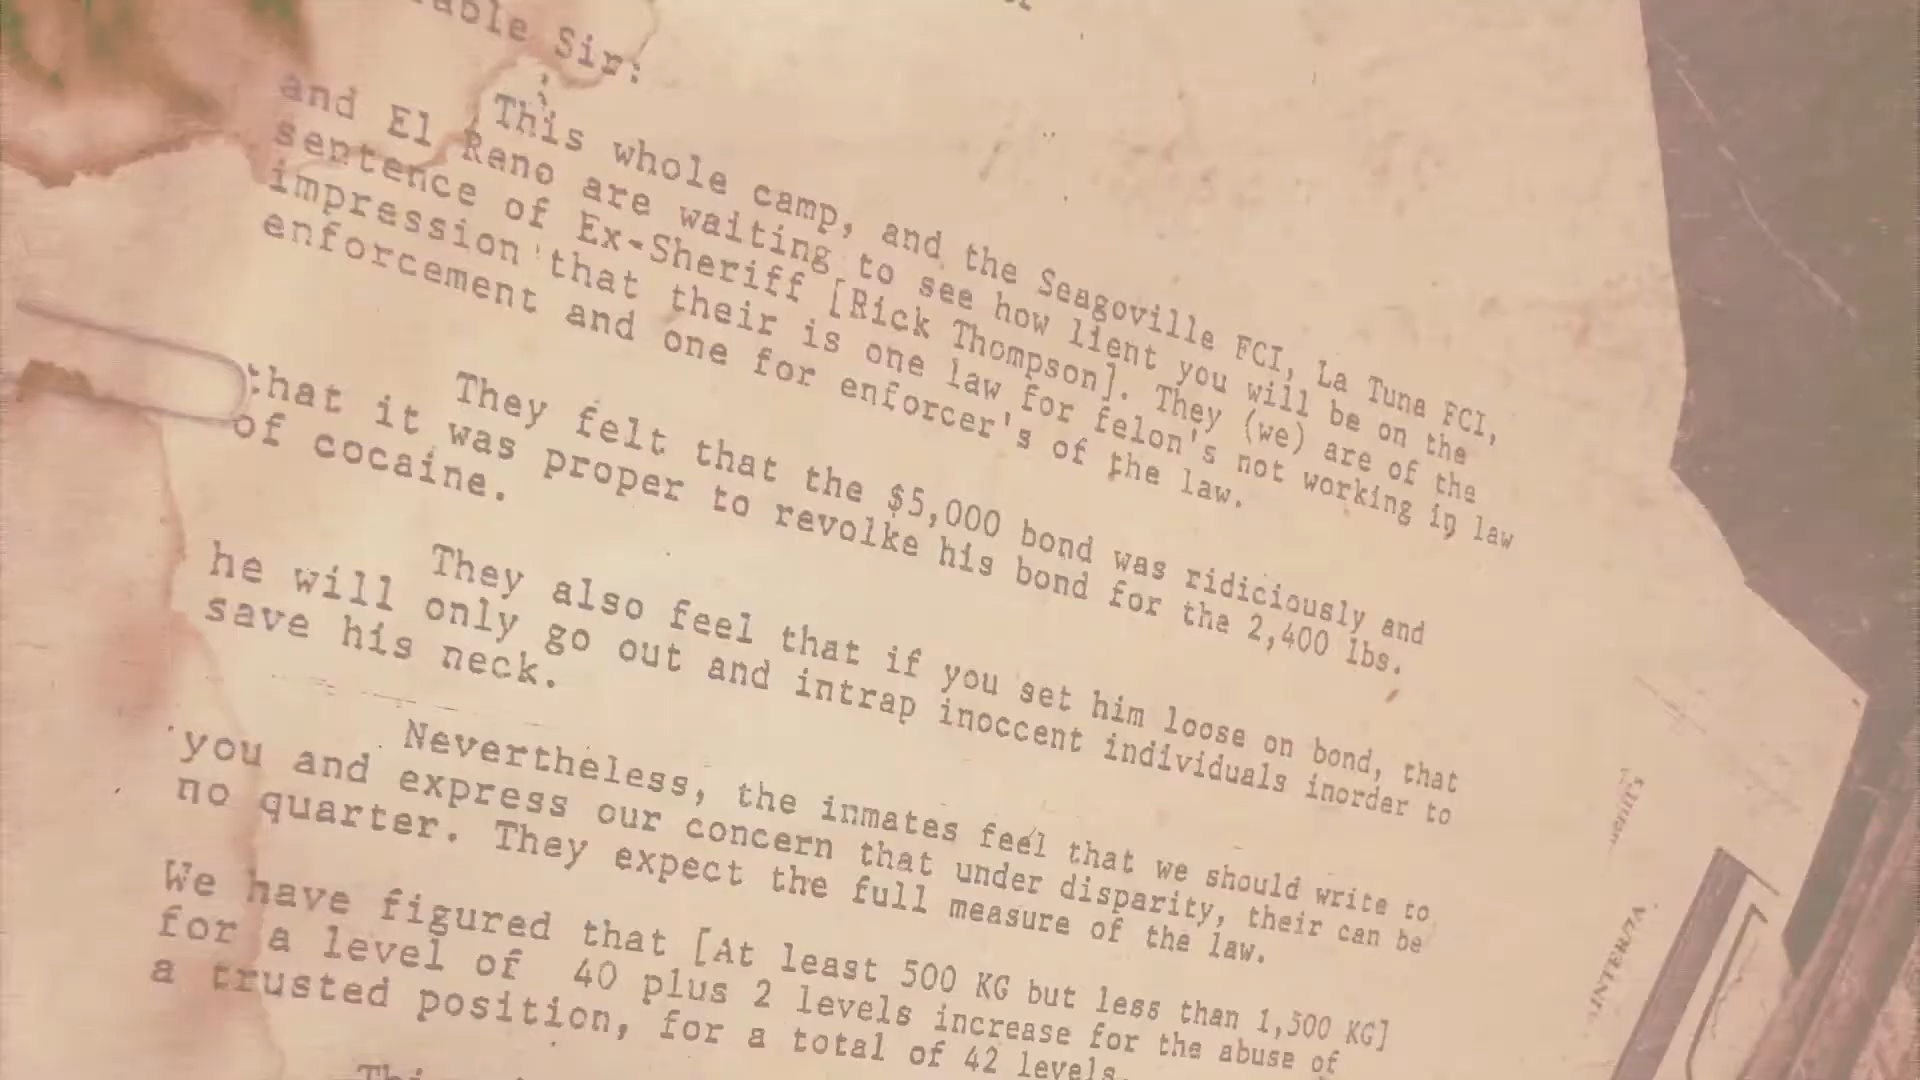 able Sir:
This whole camp, and the Seagoville FCI, La Tuna FCI,
and El Reno are waiting to see how lient you will be on the
sentence of Ex-Sheriff [Rick Thompson]. They (we) are of the
impression that their is one law for felon's not working in law
enforcement and one for enforcer's of the law.
They felt that the $5,000 bond was ridiciously and
that it was proper to revolke his bond for the 2,400 lbs.
of cocaine.
They also feel that if you set him loose on bond, that
he will only go out and intrap inoccent individuals inorder to
save his neck.
Nevertheless, the inmates feel that we should write to
you and express our concern that under disparity, their can be
no quarter. They expect the full measure of the law.
We have figured that [At least 500 KG but less than 1,500 KG]
for a level of 40 plus 2 levels increase for the abuse of
a trusted position, for a total of 42 levels.